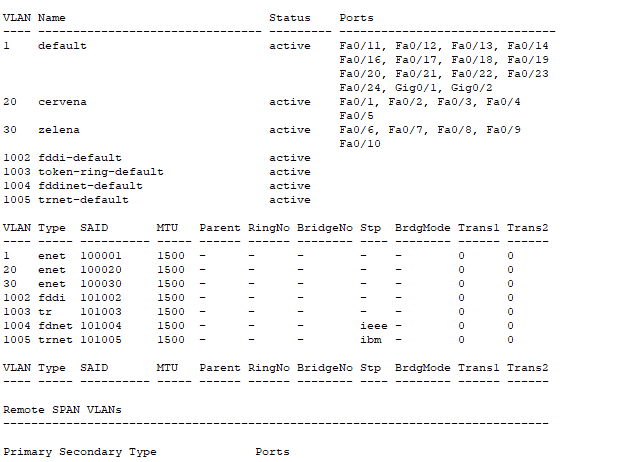 VLAN Name                             Status    Ports
---- -------------------------------- --------- -------------------------------
1    default                          active    Fa0/11, Fa0/12, Fa0/13, Fa0/14
                                                Fa0/16, Fa0/17, Fa0/18, Fa0/19
                                                Fa0/20, Fa0/21, Fa0/22, Fa0/23
                                                Fa0/24, Gig0/1, Gig0/2
20   cervena                          active    Fa0/1, Fa0/2, Fa0/3, Fa0/4
                                                Fa0/5
30   zelena                           active    Fa0/6, Fa0/7, Fa0/8, Fa0/9
                                                Fa0/10
1002 fddi-default                     active
1003 token-ring-default               active
1004 fddinet-default                  active
1005 trnet-default                    active
VLAN Type  SAID       MTU   Parent RingNo BridgeNo Stp  BrdgMode Trans1 Trans2
---- ----- ---------- ----- ------ ------ -------- ---- -------- ------ ------
1    enet  100001     1500  -      -      -        -    -        0      0
20   enet  100020     1500  -      -      -        -    -        0      0
30   enet  100030     1500  -      -      -        -    -        0      0
1002 fddi  101002     1500  -      -      -        -    -        0      0
1003 tr    101003     1500  -      -      -        -    -        0      0
1004 fdnet 101004     1500  -      -      -        ieee -        0      0
1005 trnet 101005     1500  -      -      -        ibm  -        0      0
VLAN Type  SAID       MTU   Parent RingNo BridgeNo Stp  BrdgMode Trans1 Trans2
---- ----- ---------- ----- ------ ------ -------- ---- -------- ------ ------
Remote SPAN VLANs
------------------------------------------------------------------------------
Primary Secondary Type              Ports